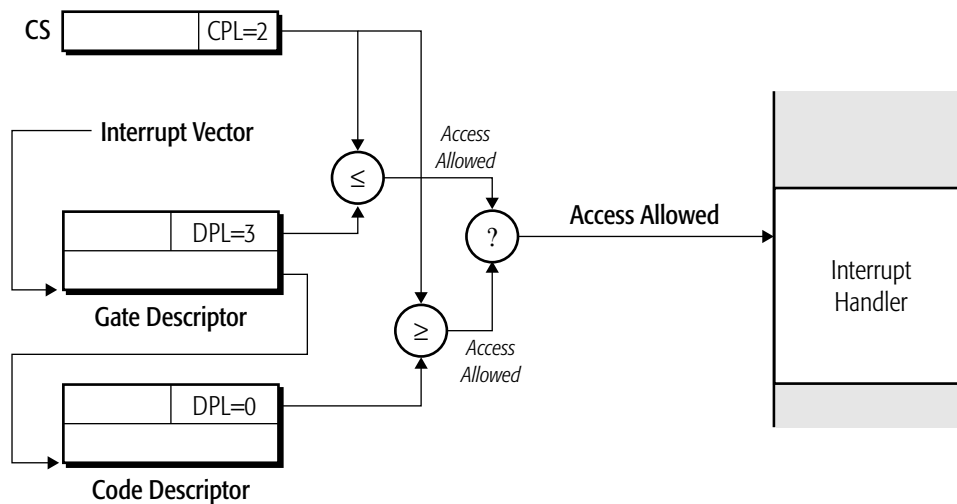 CS
CPL=2
Interrupt Vector
Access
Allowed
≤
DPL=3
?
Access Allowed
Interrupt
Handler
Gate Descriptor
≥
Access
Allowed
DPL=0
Code Descriptor